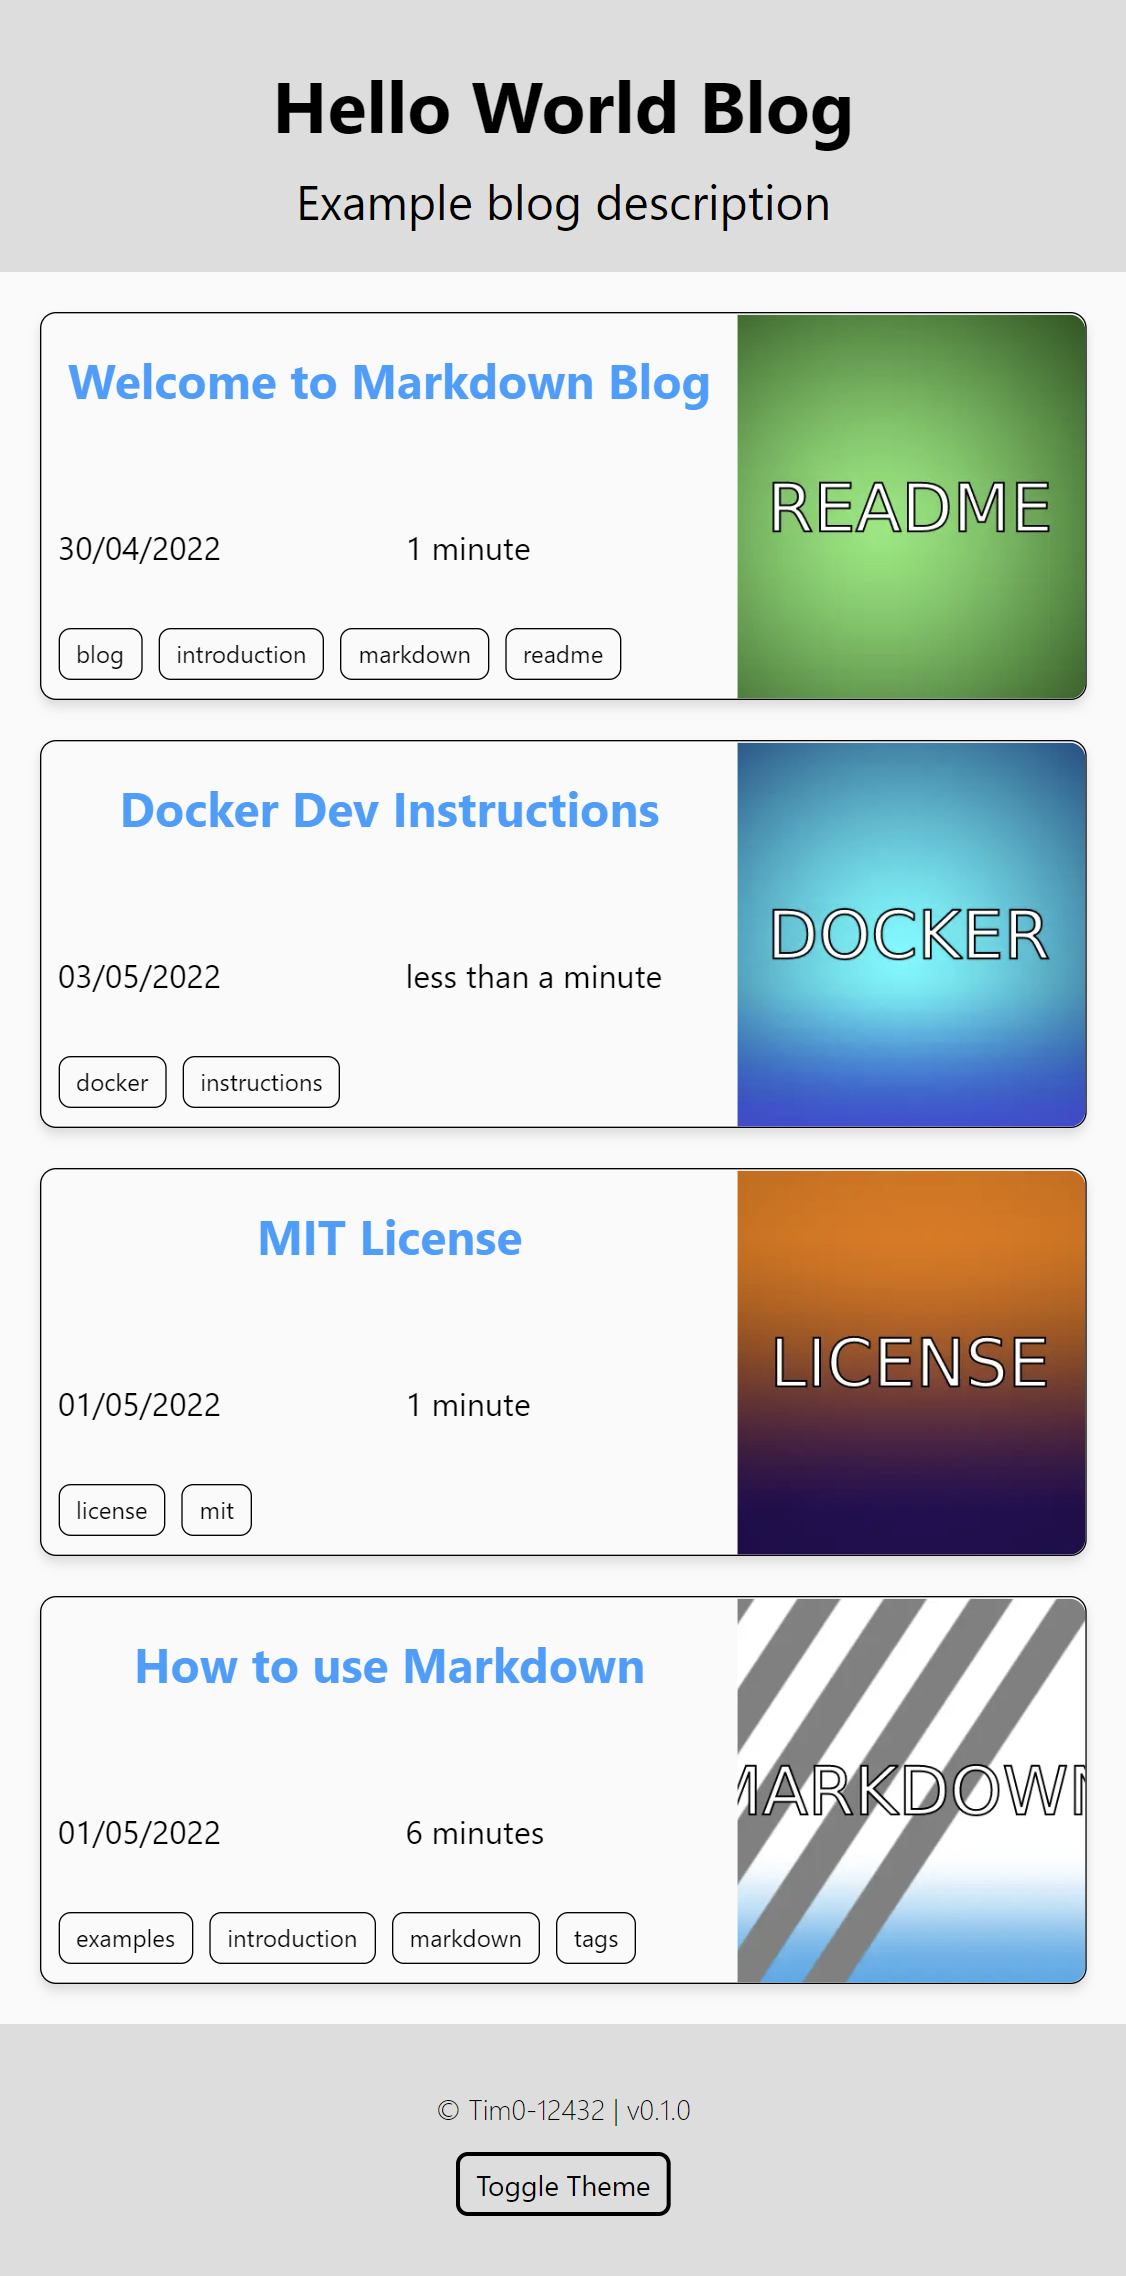 Hello World Blog
Example blog description
Welcome to Markdown Blog
30/04/2022 1 minute
blog introduction markdown readme
README
Docker Dev Instructions
03/05/2022 less than a minute
docker instructions
DOCKER
MIT License
01/05/2022 1 minute
license mit
LICENSE
How to use Markdown
01/05/2022 6 minutes
examples introduction markdown tags
MARKDOWN
© Tim0-12432 | v0.1.0
Toggle Theme